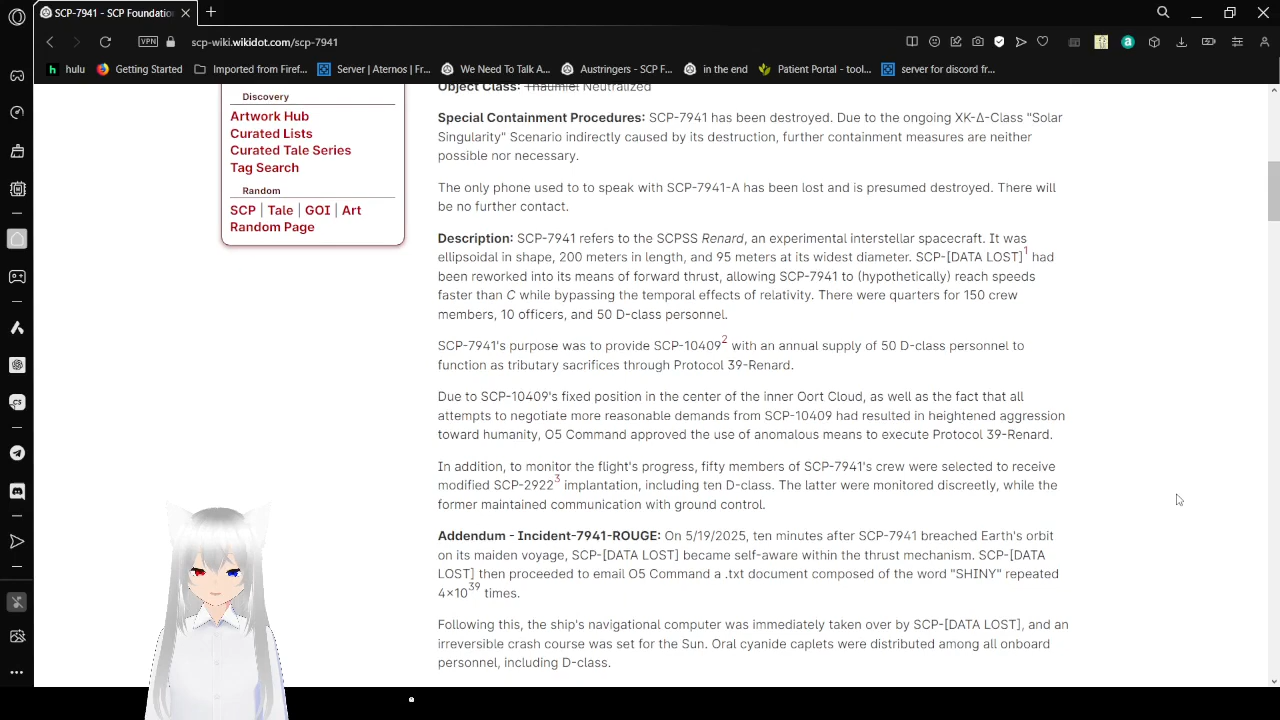 SCP-7941 - SCP Foundatio
scp-wiki.wikidot.com/scp-7941
VPN
hulu
Getting Started
Imported from Firef...
Server | Aternos | Fr...
We Need To Talk A...
Austringers - SCP F...
in the end
Patient Portal - tool...
server for discord fr...
Discovery
Artwork Hub
Curated Lists
Curated Tale Series
Tag Search
Random
SCP | Tale | GOI | Art
Random Page
Object Class: Thaumiel Neutralized
Special Containment Procedures: SCP-7941 has been destroyed. Due to the ongoing XK-Δ-Class "Solar
Singularity" Scenario indirectly caused by its destruction, further containment measures are neither
possible nor necessary.
The only phone used to to speak with SCP-7941-A has been lost and is presumed destroyed. There will
be no further contact.
Description: SCP-7941 refers to the SCPSS Renard, an experimental interstellar spacecraft. It was
ellipsoidal in shape, 200 meters in length, and 95 meters at its widest diameter. SCP-[DATA LOST]1 had
been reworked into its means of forward thrust, allowing SCP-7941 to (hypothetically) reach speeds
faster than C while bypassing the temporal effects of relativity. There were quarters for 150 crew
members, 10 officers, and 50 D-class personnel.
SCP-7941's purpose was to provide SCP-104092 with an annual supply of 50 D-class personnel to
function as tributary sacrifices through Protocol 39-Renard.
Due to SCP-10409's fixed position in the center of the inner Oort Cloud, as well as the fact that all
attempts to negotiate more reasonable demands from SCP-10409 had resulted in heightened aggression
toward humanity, O5 Command approved the use of anomalous means to execute Protocol 39-Renard.
In addition, to monitor the flight's progress, fifty members of SCP-7941's crew were selected to receive
modified SCP-29223 implantation, including ten D-class. The latter were monitored discreetly, while the
former maintained communication with ground control.
Addendum - Incident-7941-ROUGE: On 5/19/2025, ten minutes after SCP-7941 breached Earth's orbit
on its maiden voyage, SCP-[DATA LOST] became self-aware within the thrust mechanism. SCP-[DATA
LOST] then proceeded to email O5 Command a .txt document composed of the word "SHINY" repeated
4×1039 times.
Following this, the ship's navigational computer was immediately taken over by SCP-[DATA LOST], and an
irreversible crash course was set for the Sun. Oral cyanide caplets were distributed among all onboard
personnel, including D-class.